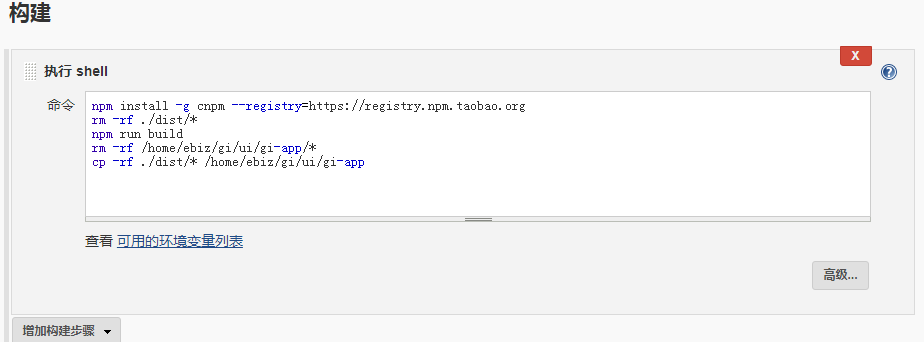 构建
X
执行 shell
命令
npm install -g cnpm --registry=https://registry.npm.taobao.org
rm -rf ./dist/*
npm run build
rm -rf /home/ebiz/gi/ui/gi-app/*
cp -rf ./dist/* /home/ebiz/gi/ui/gi-app
查看 可用的环境变量列表
高级...
增加构建步骤